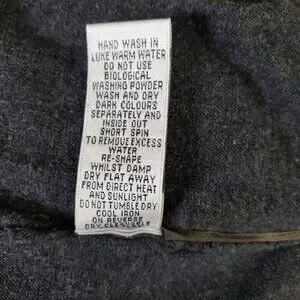 HAND WASH IN
LUKE WARM WATER
DO NOT USE
BIOLOGICAL
WASHING POWDER
WASH AND DRY
DARK COLOURS
SEPARATELY AND
INSIDE OUT
SHORT SPIN
TO REMOVE EXCESS
WATER
RE-SHAPE
WHILST DAMP
DRY FLAT AWAY
FROM DIRECT HEAT
AND SUNLIGHT
DO NOT TUMBLE DRY
COOL IRON
ON REVERSE
DRY CLEANABLE